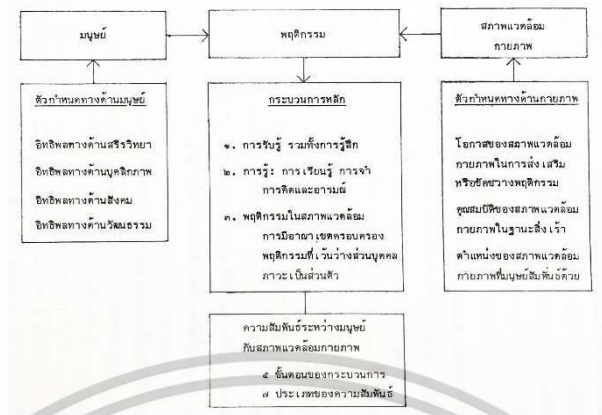 มนุษย์
พฤติกรรม
สภาพแวดล้อม
กายภาพ
ตัวกำหนดทางด้านมนุษย์
อิทธิพลทางด้านสรีรวิทยา
อิทธิพลทางด้านบุคลิกภาพ
อิทธิพลทางด้านสังคม
อิทธิพลทางด้านวัฒนธรรม
กระบวนการหลัก
๑. การรับรู้ รวมทั้งการรู้สึก
๒. การรู้: การเรียนรู้ การจำ
การคิดและอารมณ์
๓. พฤติกรรมในสภาพแวดล้อม
การมีอาณาเขตครอบครอง
พฤติกรรมที่เว้นว่างส่วนบุคคล
ภาวะเป็นส่วนตัว
ตัวกำหนดทางด้านกายภาพ
โอกาสของสภาพแวดล้อม
กายภาพในการส่งเสริม
หรือขัดขวางพฤติกรรม
คุณสมบัติของสภาพแวดล้อม
กายภาพในฐานะสิ่งเร้า
ตำแหน่งของสภาพแวดล้อม
กายภาพที่มนุษย์สัมพันธ์ด้วย
ความสัมพันธ์ระหว่างมนุษย์
กับสภาพแวดล้อมกายภาพ
๕ ขั้นตอนของกระบวนการ
๗ ประเภทของความสัมพันธ์